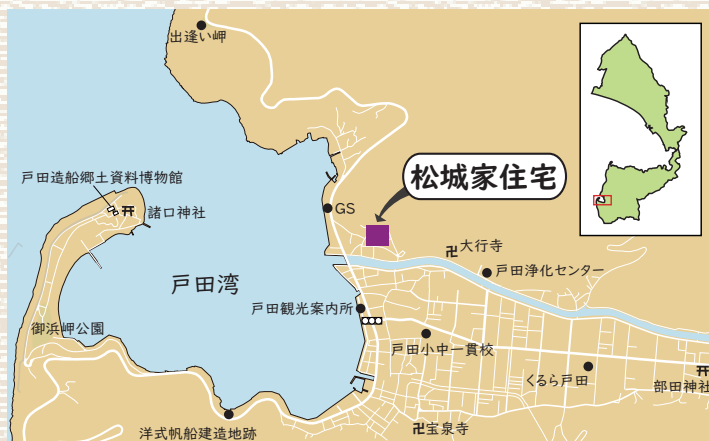 出逢い岬
戸田造船郷土資料博物館
諸口神社
松城家住宅
GS
大行寺
戸田浄化センター
戸田湾
戸田観光案内所
御浜岬公園
戸田小中一貫校
くるら戸田
部田神社
洋式帆船建造地跡
宝泉寺